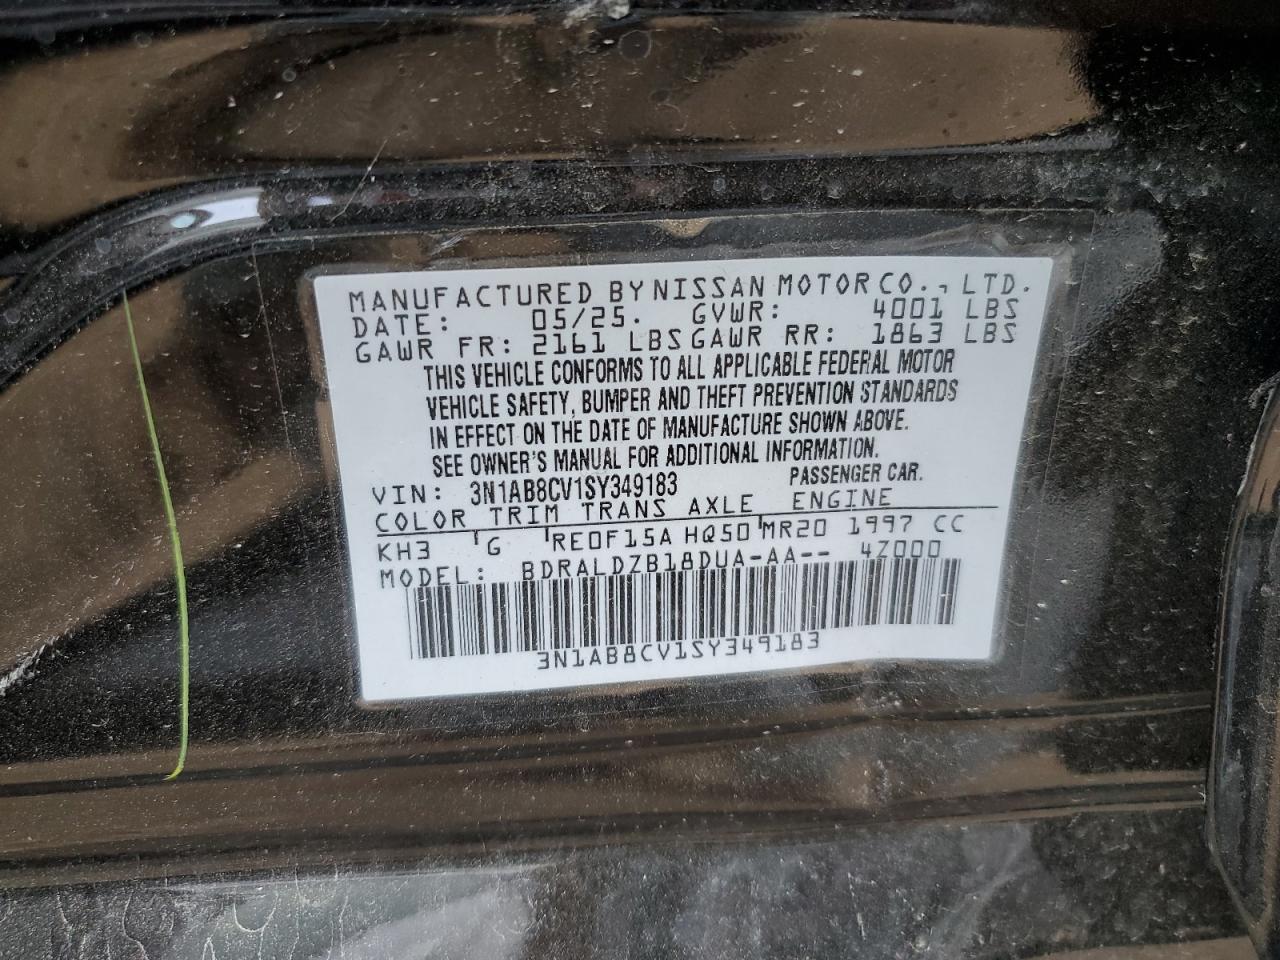 MANUFACTURED BY NISSAN MOTOR CO., LTD.
DATE: 05/25. GVWR: 4001 LBS
GAWR FR: 2161 LBS GAWR RR: 1863 LBS
THIS VEHICLE CONFORMS TO ALL APPLICABLE FEDERAL MOTOR
VEHICLE SAFETY, BUMPER AND THEFT PREVENTION STANDARDS
IN EFFECT ON THE DATE OF MANUFACTURE SHOWN ABOVE.
SEE OWNER'S MANUAL FOR ADDITIONAL INFORMATION.
VIN: 3N1AB8CV1SY349183 PASSENGER CAR.
COLOR TRIM TRANS AXLE ENGINE
KH3 G RE0F15A HQ50 MR20 1997 CC
MODEL: BDRALDZB18DUA-AA-- 4Z000
3N1AB8CV1SY349183